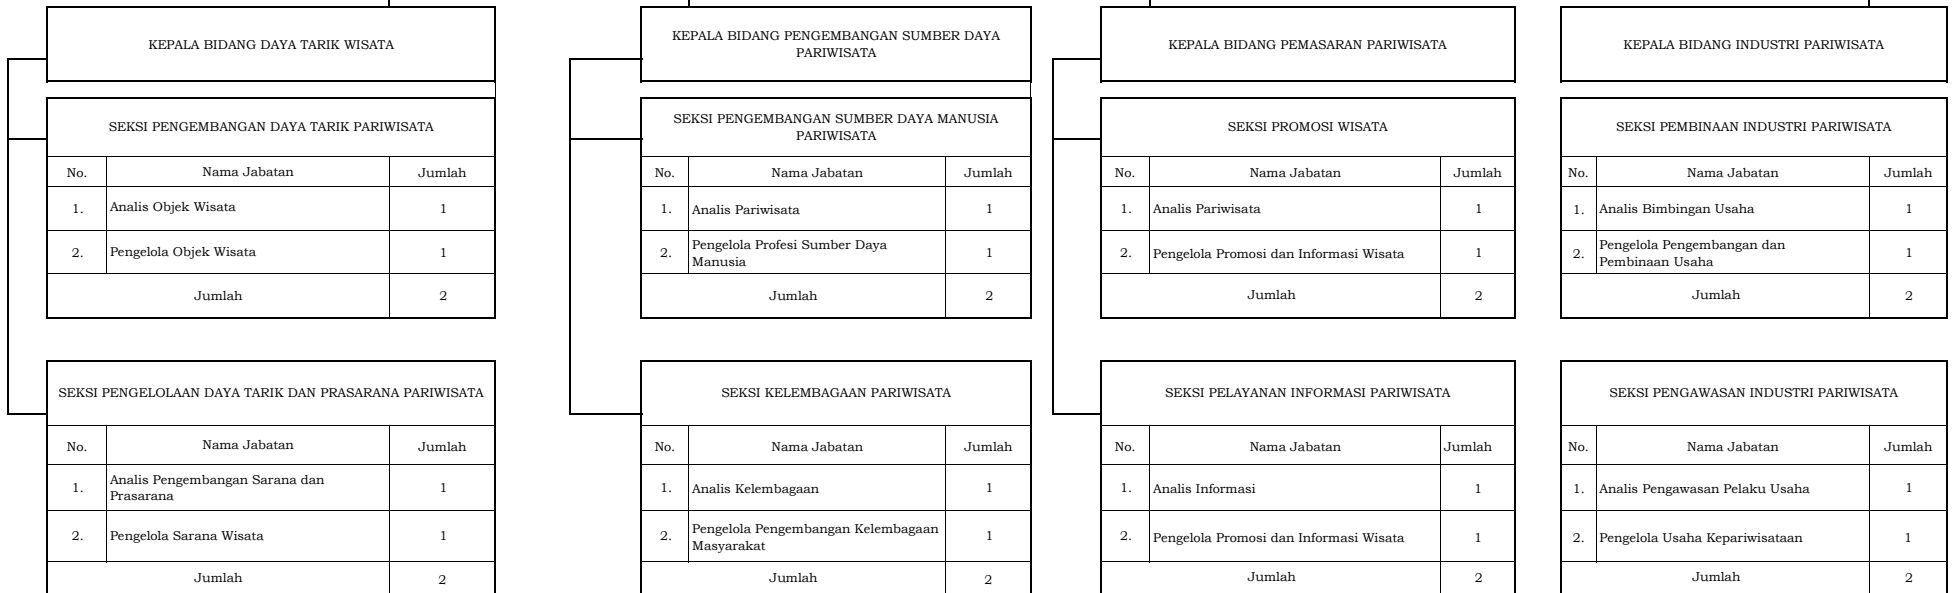 KEPALA BIDANG DAYA TARIK WISATA
KEPALA BIDANG PENGEMBANGAN SUMBER DAYA
PARIWISATA
KEPALA BIDANG PEMASARAN PARIWISATA
KEPALA BIDANG INDUSTRI PARIWISATA
SEKSI PENGEMBANGAN DAYA TARIK PARIWISATA
No. Nama Jabatan Jumlah
1. Analis Objek Wisata 1
2. Pengelola Objek Wisata 1
Jumlah 2
SEKSI PENGEMBANGAN SUMBER DAYA MANUSIA
PARIWISATA
No. Nama Jabatan Jumlah
1. Analis Pariwisata 1
2. Pengelola Profesi Sumber Daya
Manusia 1
Jumlah 2
SEKSI PROMOSI WISATA
No. Nama Jabatan Jumlah
1. Analis Pariwisata 1
2. Pengelola Promosi dan Informasi Wisata 1
Jumlah 2
SEKSI PEMBINAAN INDUSTRI PARIWISATA
No. Nama Jabatan Jumlah
1. Analis Bimbingan Usaha 1
2. Pengelola Pengembangan dan
Pembinaan Usaha 1
Jumlah 2
SEKSI PENGELOLAAN DAYA TARIK DAN PRASARANA PARIWISATA
No. Nama Jabatan Jumlah
1. Analis Pengembangan Sarana dan
Prasarana 1
2. Pengelola Sarana Wisata 1
Jumlah 2
SEKSI KELEMBAGAAN PARIWISATA
No. Nama Jabatan Jumlah
1. Analis Kelembagaan 1
2. Pengelola Pengembangan Kelembagaan
Masyarakat 1
Jumlah 2
SEKSI PELAYANAN INFORMASI PARIWISATA
No. Nama Jabatan Jumlah
1. Analis Informasi 1
2. Pengelola Promosi dan Informasi Wisata 1
Jumlah 2
SEKSI PENGAWASAN INDUSTRI PARIWISATA
No. Nama Jabatan Jumlah
1. Analis Pengawasan Pelaku Usaha 1
2. Pengelola Usaha Kepariwisataan 1
Jumlah 2